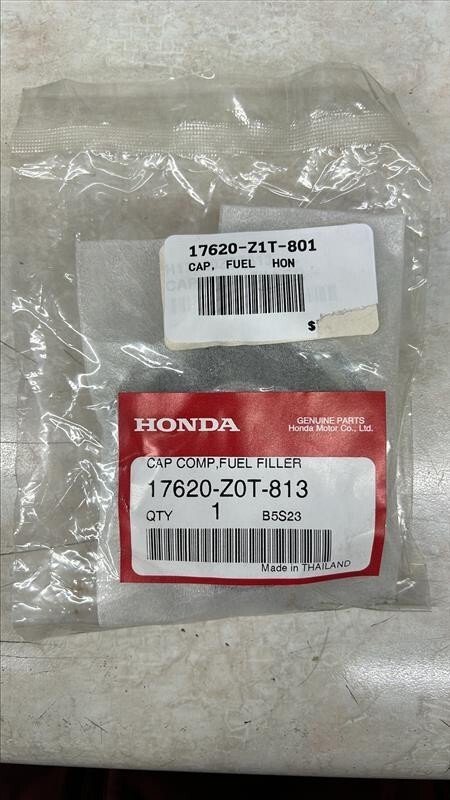 17620-Z1T-801
CAP, FUEL HON
$
HONDA
GENUINE PARTS
Honda Motor Co., Ltd.
CAP COMP,FUEL FILLER
17620-Z0T-813
QTY 1 B5S23
Made in THAILAND